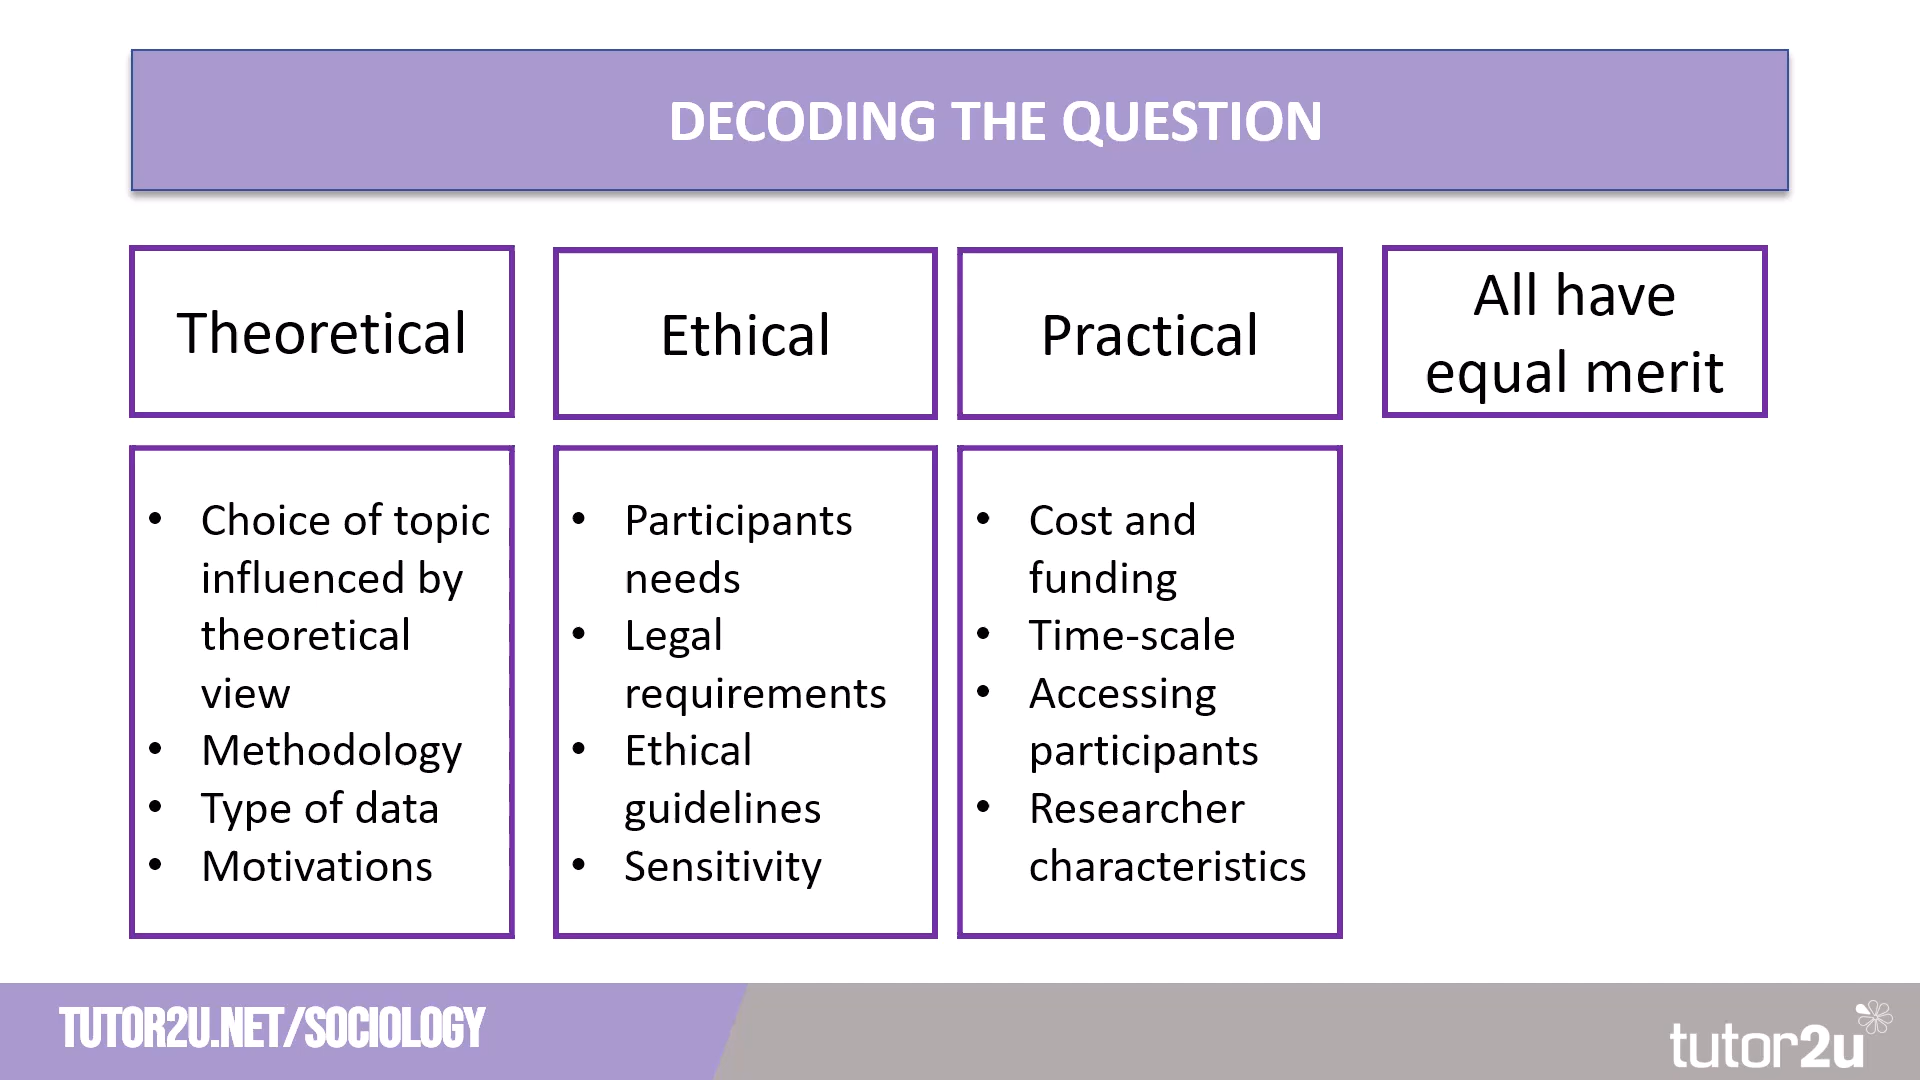 DECODING THE QUESTION
Theoretical
Ethical
Practical
All have
equal merit
• Choice of topic
influenced by
theoretical
view
• Methodology
• Type of data
• Motivations
• Participants
needs
• Legal
requirements
• Ethical
guidelines
• Sensitivity
• Cost and
funding
• Time-scale
• Accessing
participants
• Researcher
characteristics
TUTOR2U.NET/SOCIOLOGY
tutor2u